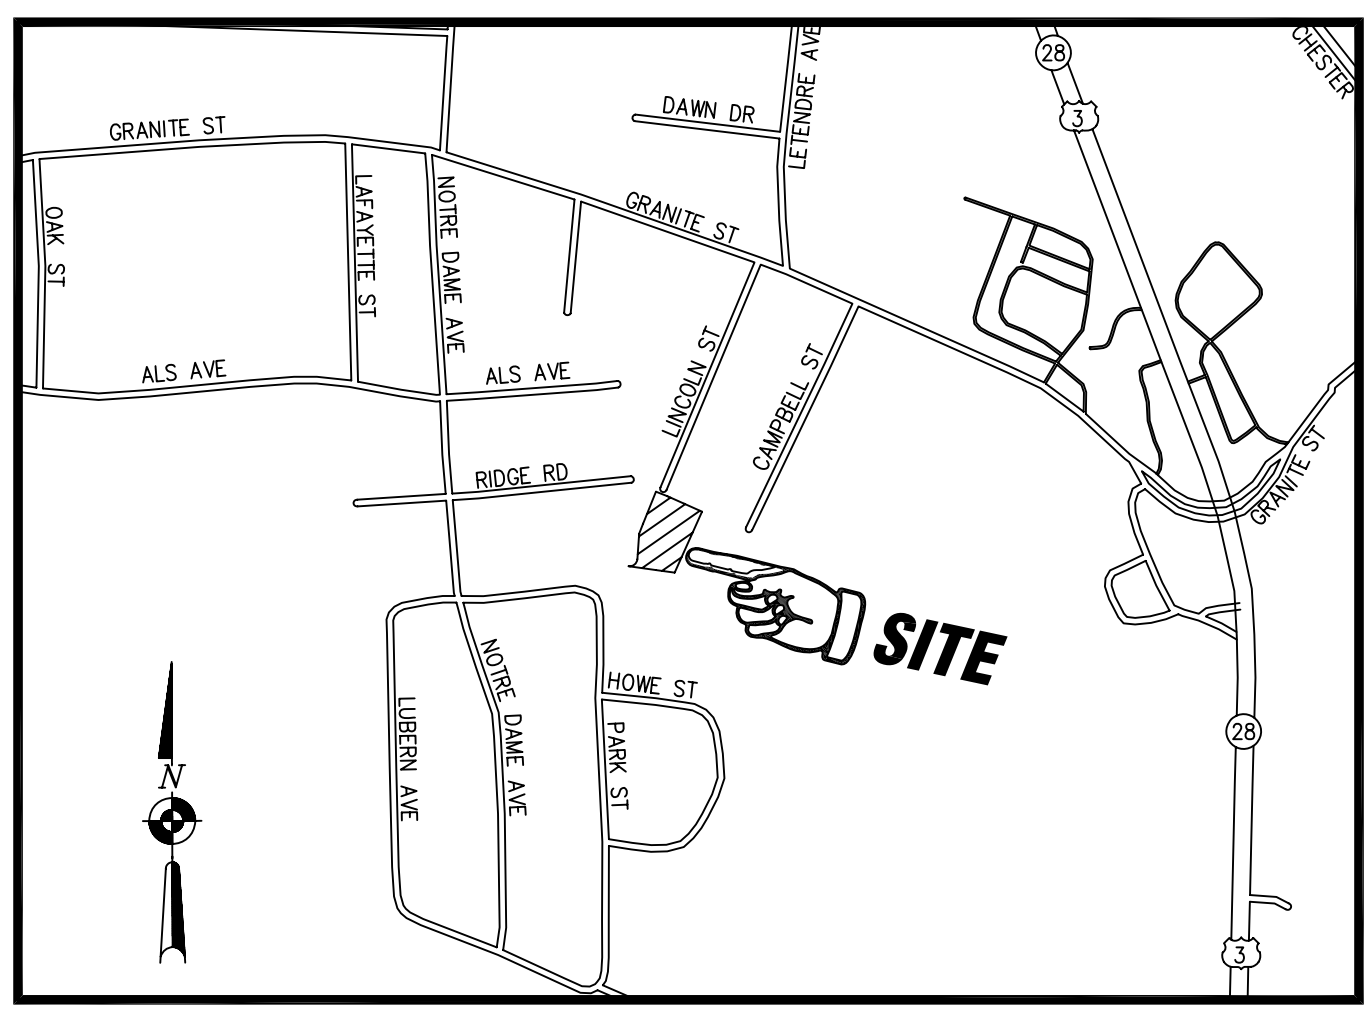 28
CHESTER
3
DAWN DR
LETENDRE AVE
GRANITE ST
GRANITE ST
OAK ST
LAFAYETTE ST
NOTRE DAME AVE
LINCOLN ST
CAMPBELL ST
ALS AVE
ALS AVE
RIDGE RD
GRANITE ST
SITE
NOTRE DAME AVE
HOWE ST
LUBERN AVE
PARK ST
28
N
3